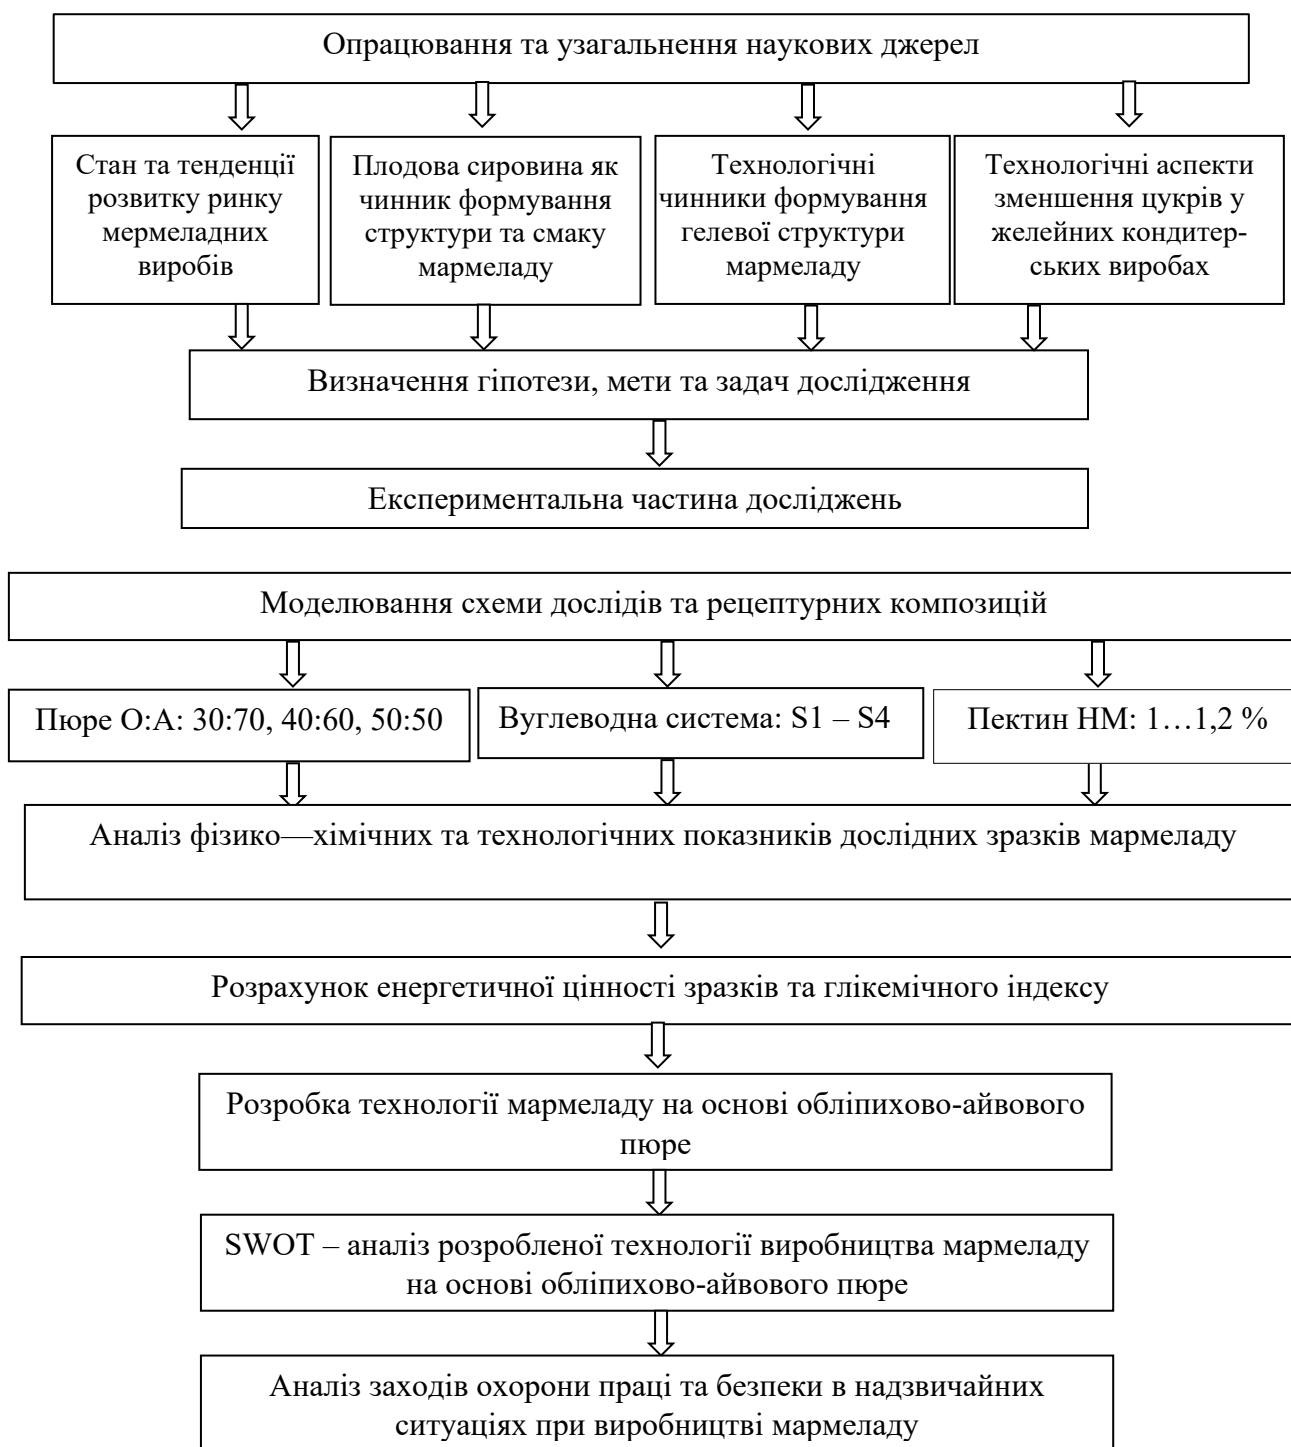 Опрацювання та узагальнення наукових джерел
Стан та тенденції
розвитку ринку
мермеладних
виробів
Плодова сировина як
чинник формування
структури та смаку
мармеладу
Технологічні
чинники формування
гелевої структури
мармеладу
Технологічні аспекти
зменшення цукрів у
желейних кондитер-
ських виробах
Визначення гіпотези, мети та задач дослідження
Експериментальна частина досліджень
Моделювання схеми дослідів та рецептурних композицій
Пюре О:А: 30:70, 40:60, 50:50
Вуглеводна система: S1 – S4
Пектин НМ: 1…1,2 %
Аналіз фізико—хімічних та технологічних показників дослідних зразків мармеладу
Розрахунок енергетичної цінності зразків та глікемічного індексу
Розробка технології мармеладу на основі обліпихово-айвового
пюре
SWOT – аналіз розробленої технології виробництва мармеладу
на основі обліпихово-айвового пюре
Аналіз заходів охорони праці та безпеки в надзвичайних
ситуаціях при виробництві мармеладу